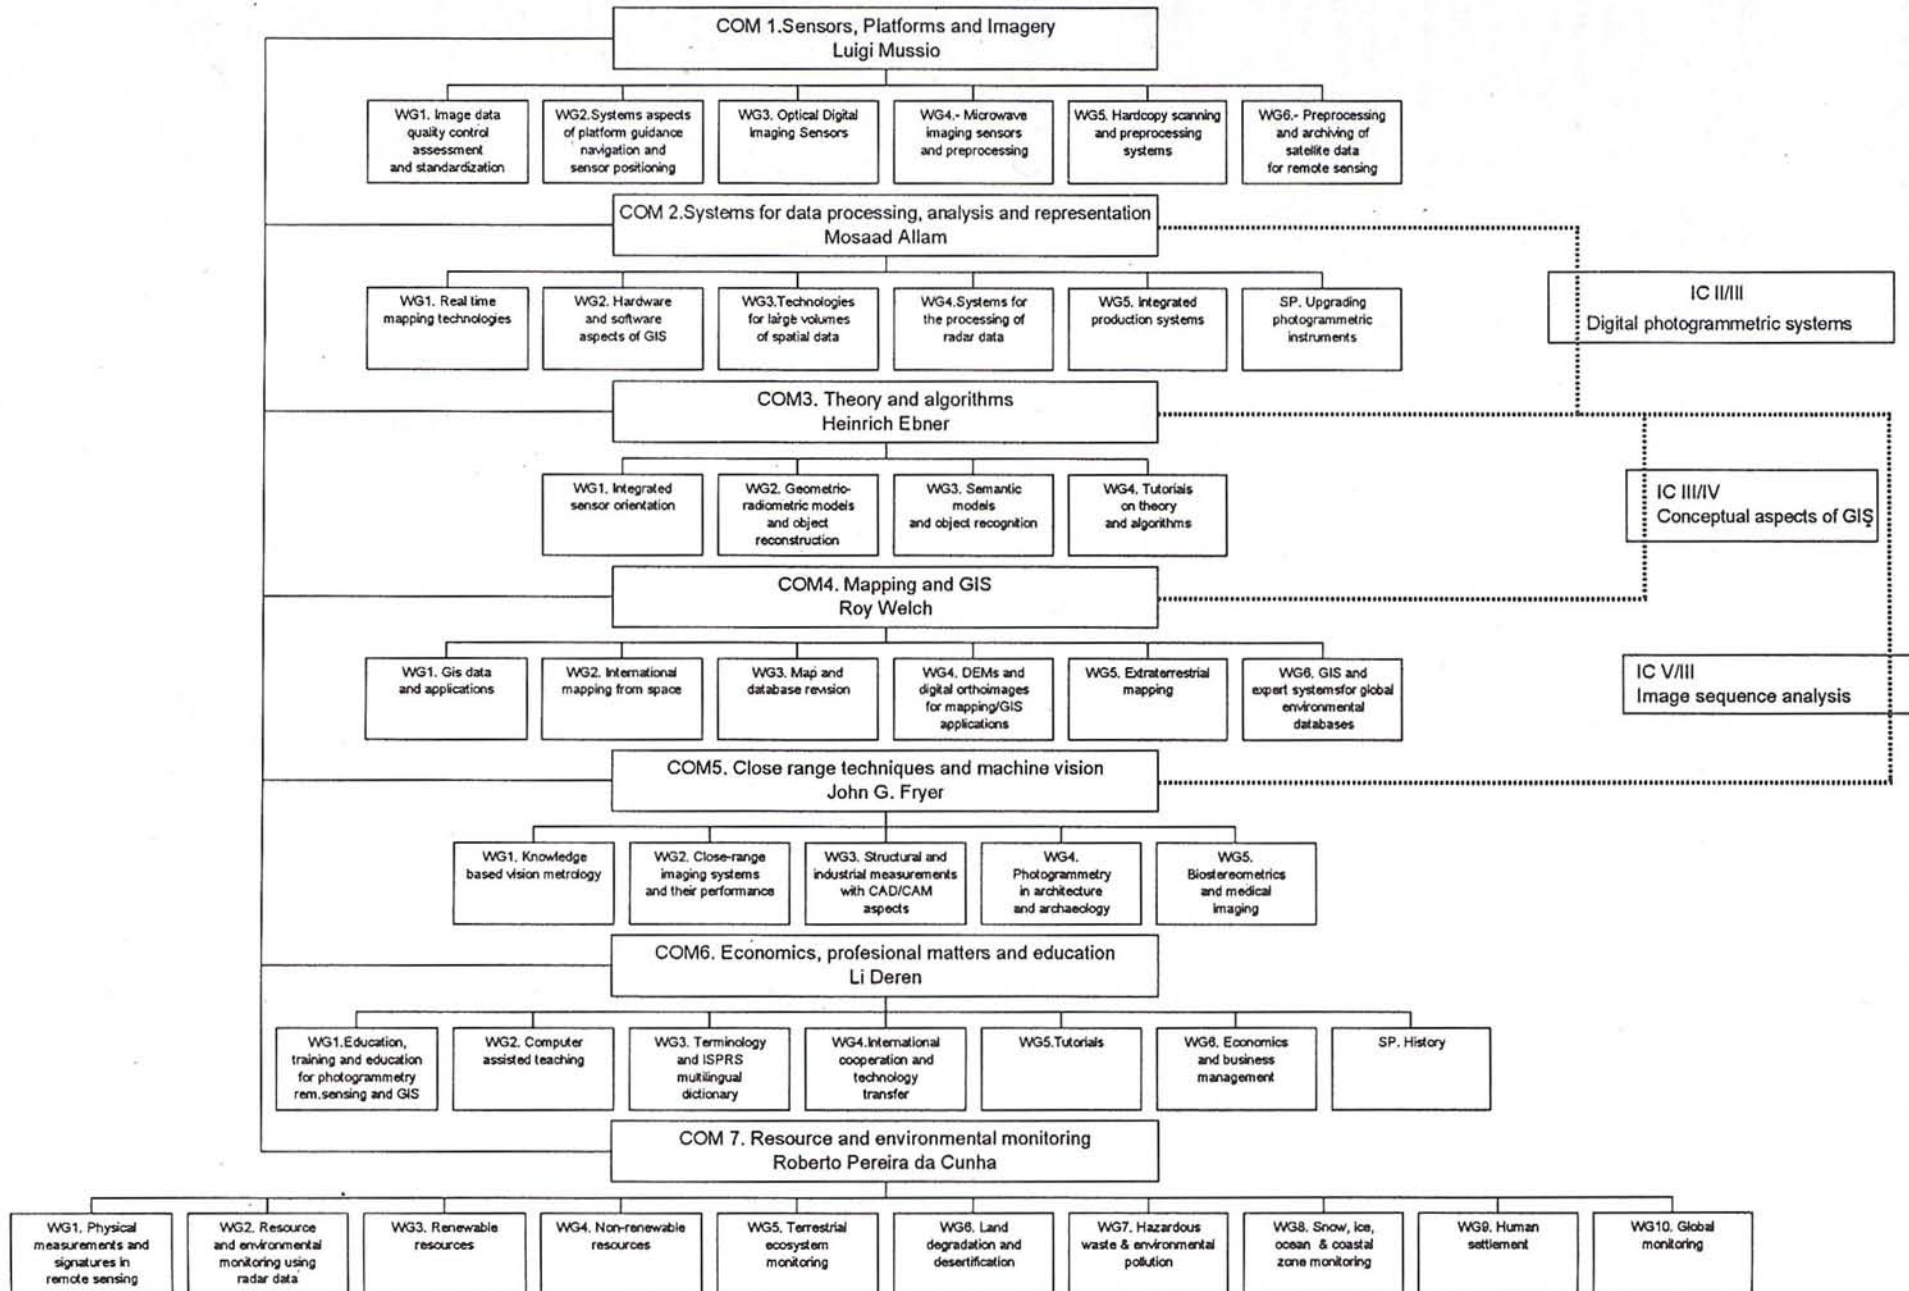 COM 1.Sensors, Platforms and Imagery
Luigi Mussio
WG1. Image data
quality control
assessment
and standardization
WG2.Systems aspects
of platform guidance
navigation and
sensor positioning
WG3. Optical Digital
Imaging Sensors
WG4.- Microwave
imaging sensors
and preprocessing
WG5. Hardcopy scanning
and preprocessing
systems
WG6.- Preprocessing
and archiving of
satellite data
for remote sensing
COM 2.Systems for data processing, analysis and representation
Mosaad Allam
WG1. Real time
mapping technologies
WG2. Hardware
and software
aspects of GIS
WG3.Technologies
for large volumes
of spatial data
WG4.Systems for
the processing of
radar data
WG5. Integrated
production systems
SP. Upgrading
photogrammetric
instruments
IC II/III
Digital photogrammetric systems
COM3. Theory and algorithms
Heinrich Ebner
WG1. Integrated
sensor orientation
WG2. Geometric-
radiometric models
and object
reconstruction
WG3. Semantic
models
and object recognition
WG4. Tutorials
on theory
and algorithms
IC III/IV
Conceptual aspects of GIS
COM4. Mapping and GIS
Roy Welch
WG1. Gis data
and applications
WG2. International
mapping from space
WG3. Map and
database revision
WG4. DEMs and
digital orthoimages
for mapping/GIS
applications
WG5. Extraterrestrial
mapping
WG6. GIS and
expert systemsfor global
environmental
databases
IC V/III
Image sequence analysis
COM5. Close range techniques and machine vision
John G. Fryer
WG1. Knowledge
based vision metrology
WG2. Close-range
imaging systems
and their performance
WG3. Structural and
industrial measurements
with CAD/CAM
aspects
WG4.
Photogrammetry
in architecture
and archaeology
WG5.
Biostereometrics
and medical
imaging
COM6. Economics, profesional matters and education
Li Deren
WG1.Education,
training and education
for photogrammetry
rem.sensing and GIS
WG2. Computer
assisted teaching
WG3. Terminology
and ISPRS
multilingual
dictionary
WG4.International
cooperation and
technology
transfer
WG5.Tutorials
WG6. Economics
and business
management
SP. History
COM 7. Resource and environmental monitoring
Roberto Pereira da Cunha
WG1. Physical
measurements and
signatures in
remote sensing
WG2. Resource
and environmental
monitoring using
radar data
WG3. Renewable
resources
WG4. Non-renewable
resources
WG5. Terrestrial
ecosystem
monitoring
WG6. Land
degradation and
desertification
WG7. Hazardous
waste & environmental
pollution
WG8. Snow, ice,
ocean & coastal
zone monitoring
WG9. Human
settlement
WG10. Global
monitoring